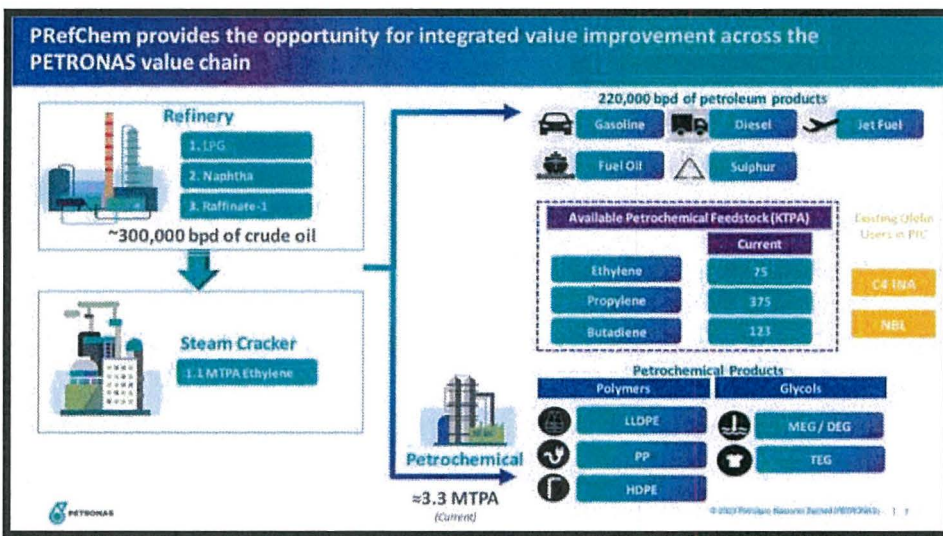 PRefChem provides the opportunity for integrated value improvement across the
PETRONAS value chain
Refinery
1. LPG
2. Naphtha
3. Raffinate-1
~300,000 bpd of crude oil
Steam Cracker
1.1 MTPA Ethylene
220,000 bpd of petroleum products
Gasoline
Diesel
Jet Fuel
Fuel Oil
Sulphur
Available Petrochemical Feedstock (KTPA)
Current
Ethylene
75
Propylene
375
Butadiene
123
Existing Olefin
Users in PIC
C4 INA
NBL
Petrochemical
≈3.3 MTPA
(Current)
Petrochemical Products
Polymers
Glycols
LLDPE
MEG / DEG
PP
TEG
HDPE
PETRONAS